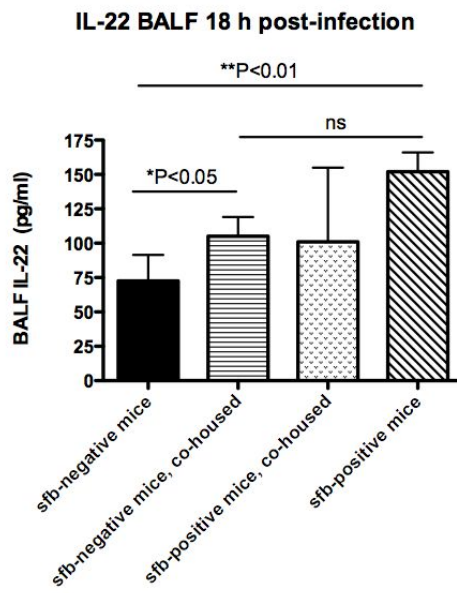 IL-22 BALF 18 h post-infection
**P<0.01
ns
*P<0.05
BALF IL-22 (pg/ml)
175
150
125
100
75
50
25
0
sfb-negative mice
sfb-negative mice, co-housed
sfb-positive mice, co-housed
sfb-positive mice